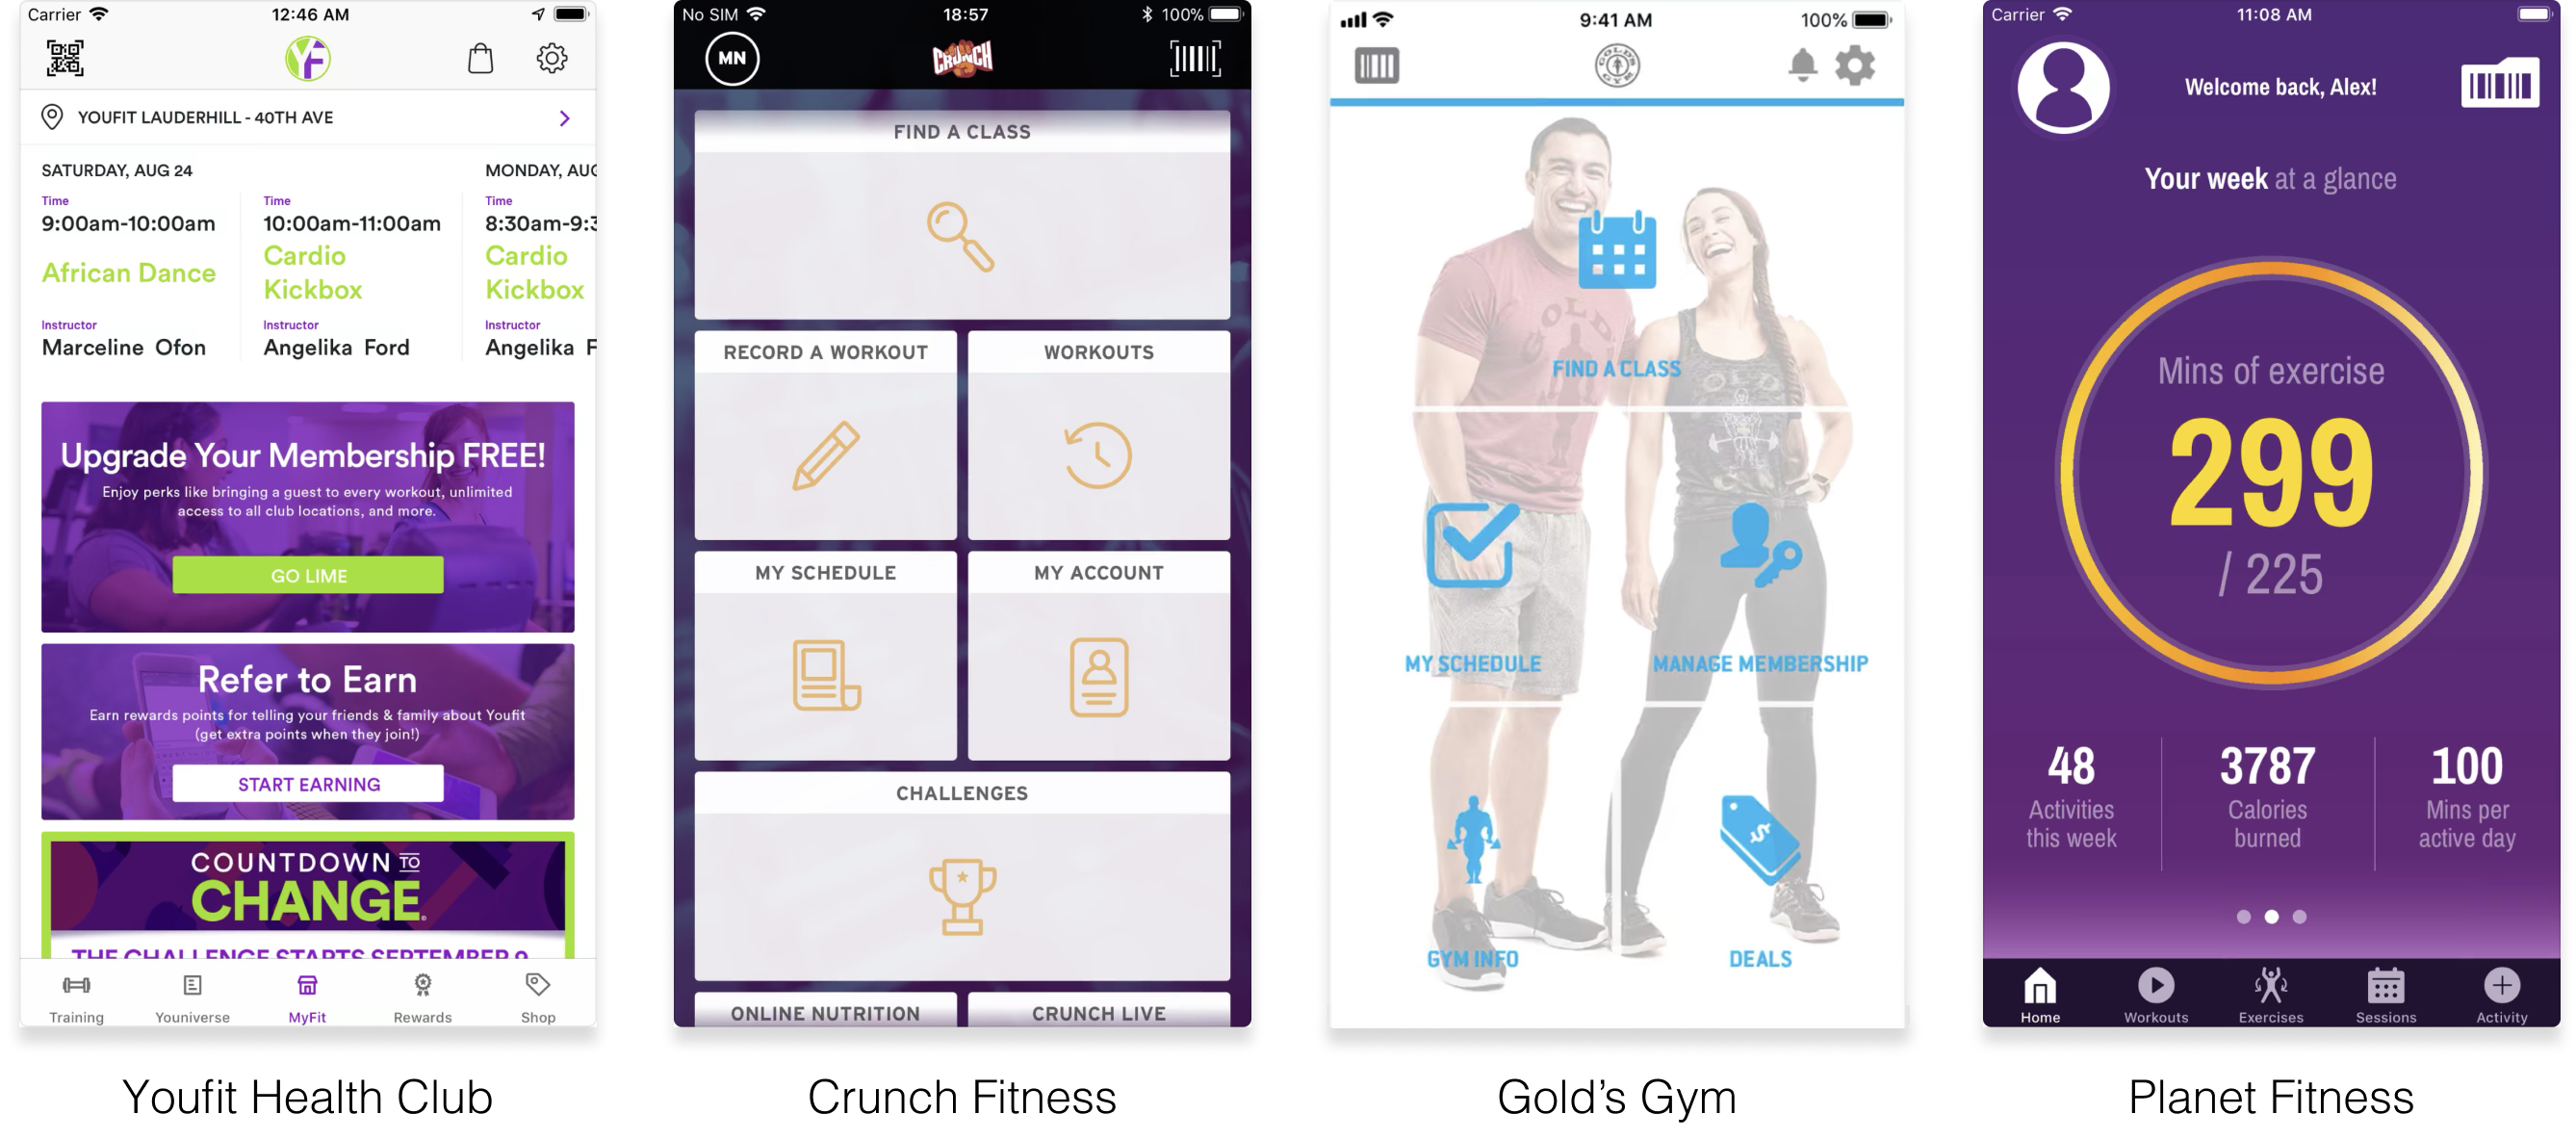 Carrier 12:46 AM
YF
YOUFIT LAUDERHILL - 40TH AVE
SATURDAY, AUG 24
MONDAY, AUG
Time
9:00am-10:00am
African Dance
Instructor
Marceline Ofon
Time
10:00am-11:00am
Cardio
Kickbox
Instructor
Angelika Ford
Time
8:30am-9:3
Cardio
Kickbox
Instructor
Angelika F
Upgrade Your Membership FREE!
Enjoy perks like bringing a guest to every workout, unlimited
access to all club locations, and more.
GO LIME
Refer to Earn
Earn rewards points for telling your friends & family about Youfit
(get extra points when they join!)
START EARNING
COUNTDOWN TO
CHANGE.
THE CHALLENGE STARTS SEPTEMBER 9
Training Youniverse MyFit Rewards Shop
Youfit Health Club
No SIM 18:57 100%
MN CRUNCH
FIND A CLASS
RECORD A WORKOUT WORKOUTS
MY SCHEDULE MY ACCOUNT
CHALLENGES
ONLINE NUTRITION CRUNCH LIVE
Crunch Fitness
9:41 AM 100%
GOLD'S GYM
GOLD
GOLD
FIND A CLASS
MY SCHEDULE MANAGE MEMBERSHIP
$
GYM INFO DEALS
Gold's Gym
Carrier 11:08 AM
Welcome back, Alex!
Your week at a glance
Mins of exercise
299
/ 225
48 3787 100
Activities Calories Mins per
this week burned active day
Home Workouts Exercises Sessions Activity
Planet Fitness